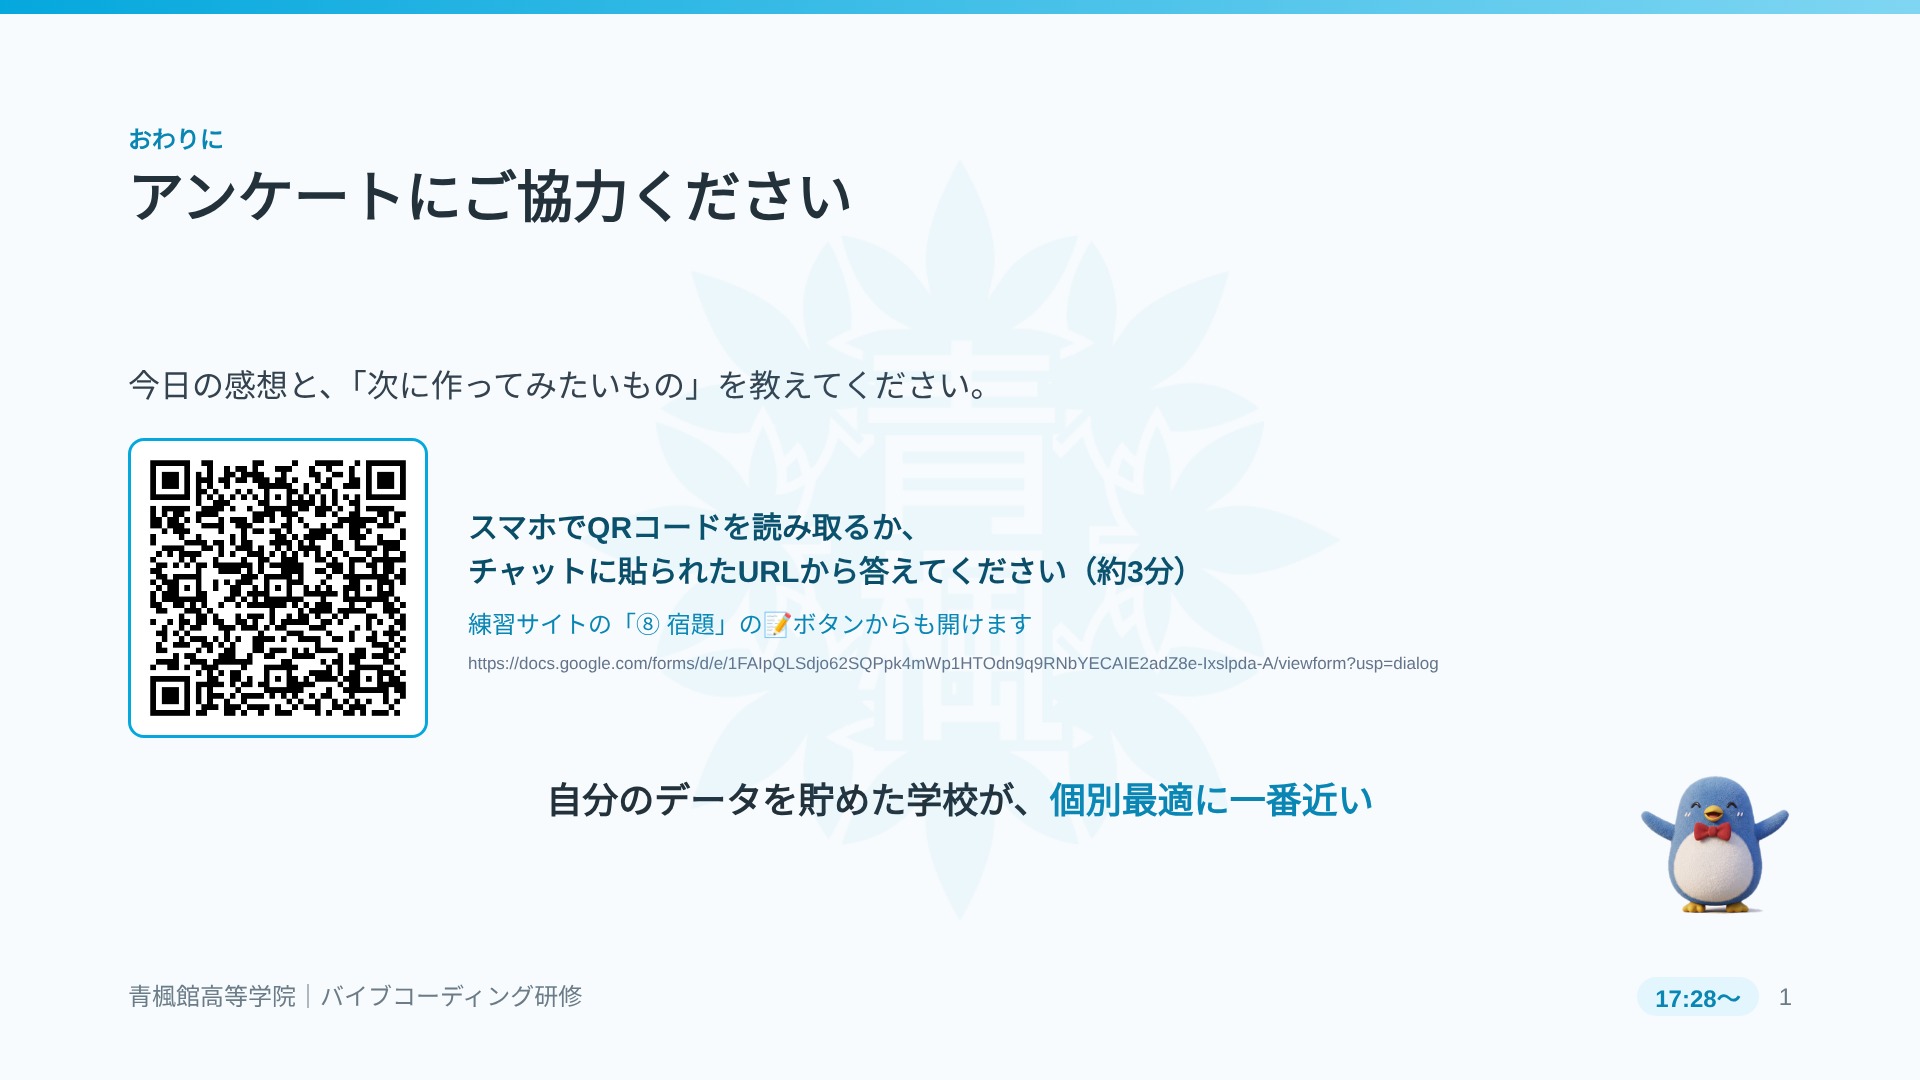 おわりに
アンケートにご協力ください
今日の感想と、「次に作ってみたいもの」を教えてください。
スマホでQRコードを読み取るか、
チャットに貼られたURLから答えてください（約3分）
練習サイトの「⑧ 宿題」の📝ボタンからも開けます
https://docs.google.com/forms/d/e/1FAIpQLSdjo62SQPpk4mWp1HTOdn9q9RNbYECAIE2adZ8e-Ixslpda-A/viewform?usp=dialog
自分のデータを貯めた学校が、個別最適に一番近い
青楓館高等学院｜バイブコーディング研修
17:28〜 1